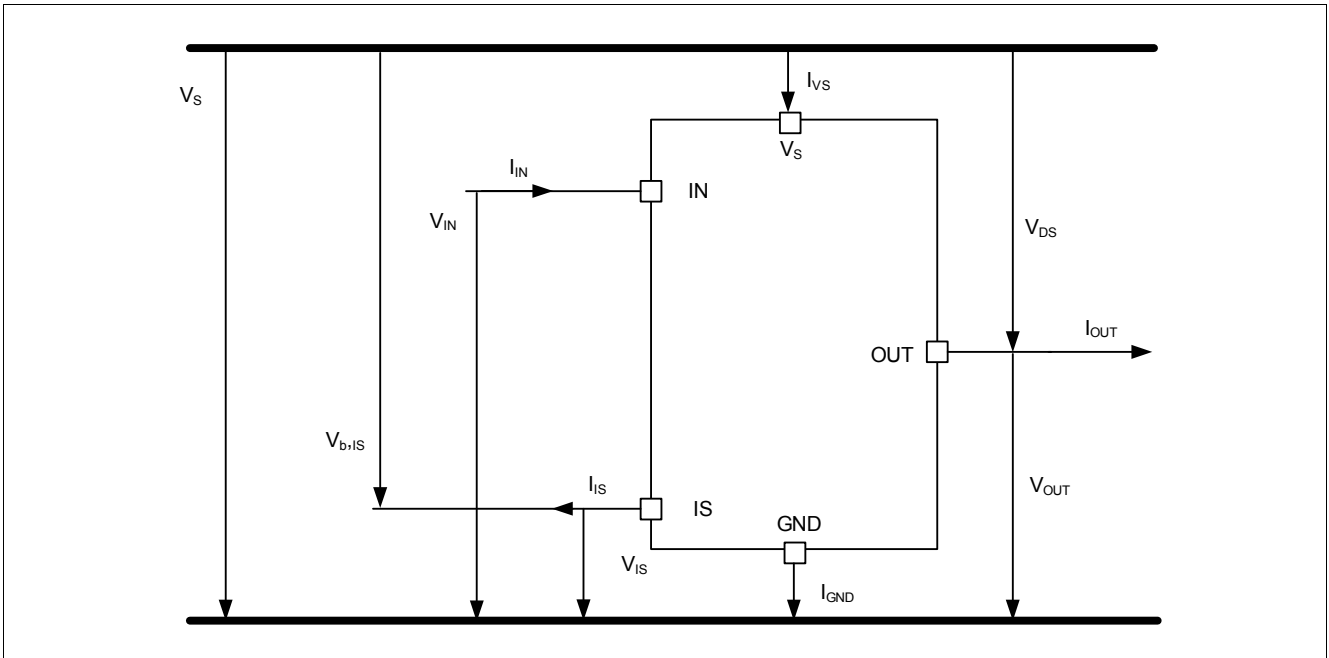 I_VS
V_S
V_S
I_IN
IN
V_IN
V_DS
I_OUT
OUT
V_b,IS
I_IS
V_OUT
IS
GND
V_IS
I_GND